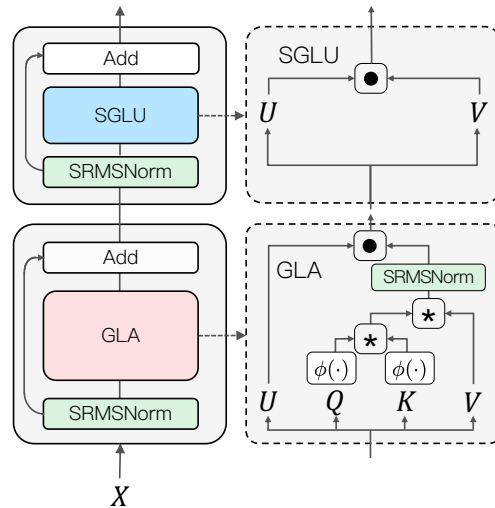 Add
SGLU
SRMSNorm
Add
GLA
SRMSNorm
X
SGLU
U
V
GLA
SRMSNorm
*
*
ϕ(·)
ϕ(·)
U
Q
K
V